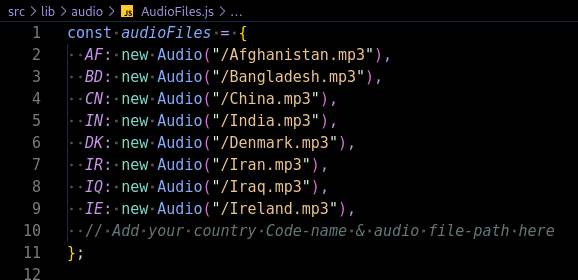 src > lib > audio > JS AudioFiles.js > ...
1 const audioFiles = {
2 AF: new Audio("/Afghanistan.mp3"),
3 BD: new Audio("/Bangladesh.mp3"),
4 CN: new Audio("/China.mp3"),
5 IN: new Audio("/India.mp3"),
6 DK: new Audio("/Denmark.mp3"),
7 IR: new Audio("/Iran.mp3"),
8 IQ: new Audio("/Iraq.mp3"),
9 IE: new Audio("/Ireland.mp3"),
10 // Add your country Code-name & audio file-path here
11 };
12